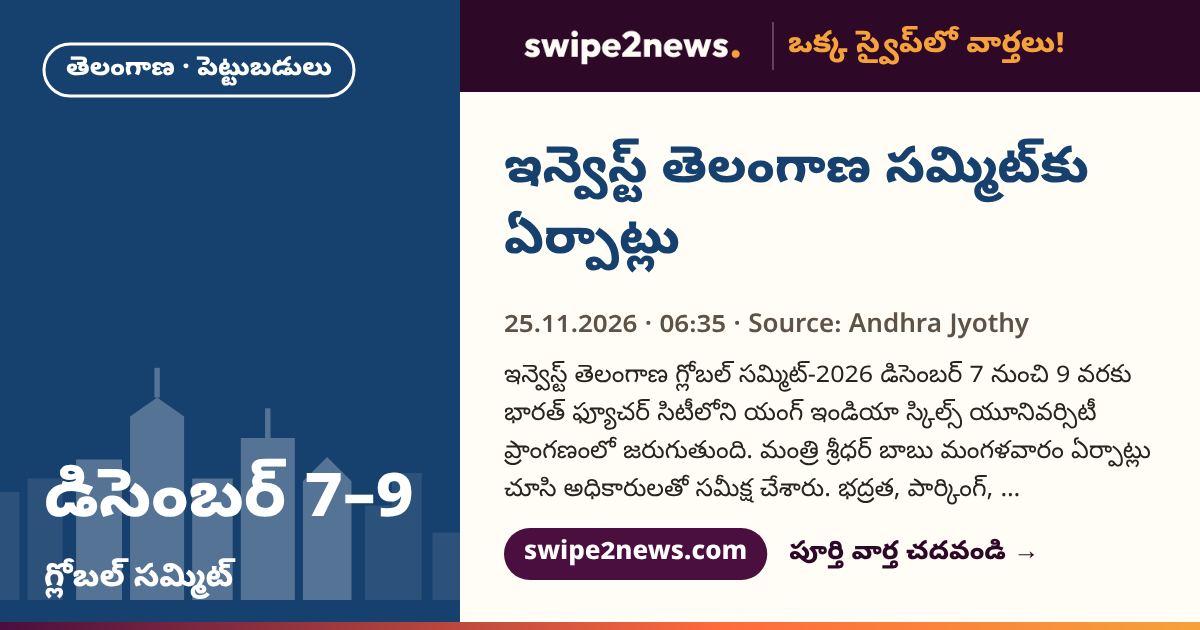 తెలంగాణ · పెట్టుబడులు
డిసెంబర్ 7–9
గ్లోబల్ సమ్మిట్
swipe2news.
ఒక్క స్వైప్‌లో వార్తలు!
ఇన్వెస్ట్ తెలంగాణ సమ్మిట్‌కు
ఏర్పాట్లు
25.11.2026 · 06:35 · Source: Andhra Jyothy
ఇన్వెస్ట్ తెలంగాణ గ్లోబల్ సమ్మిట్-2026 డిసెంబర్ 7 నుంచి 9 వరకు
భారత్ ఫ్యూచర్ సిటీలోని యంగ్ ఇండియా స్కిల్స్ యూనివర్సిటీ
ప్రాంగణంలో జరుగుతుంది. మంత్రి శ్రీధర్ బాబు మంగళవారం ఏర్పాట్లు
చూసి అధికారులతో సమీక్ష చేశారు. భద్రత, పార్కింగ్, ...
swipe2news.com
పూర్తి వార్త చదవండి →